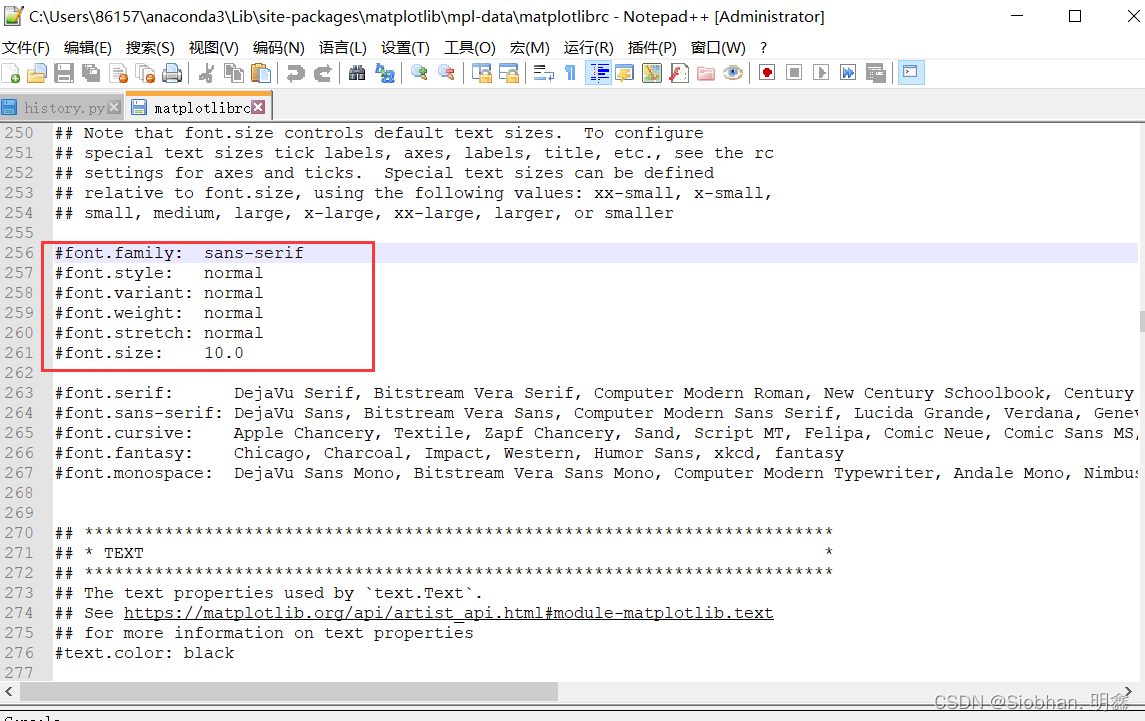 C:\Users\86157\anaconda3\Lib\site-packages\matplotlib\mpl-data\matplotlibrc - Notepad++ [Administrator]
文件(F) 编辑(E) 搜索(S) 视图(V) 编码(N) 语言(L) 设置(T) 工具(O) 宏(M) 运行(R) 插件(P) 窗口(W) ?
history.py matplotlibrc
250 ## Note that font.size controls default text sizes.  To configure
251 ## special text sizes tick labels, axes, labels, title, etc., see the rc
252 ## settings for axes and ticks.  Special text sizes can be defined
253 ## relative to font.size, using the following values: xx-small, x-small,
254 ## small, medium, large, x-large, xx-large, larger, or smaller
255
256 #font.family:  sans-serif
257 #font.style:   normal
258 #font.variant: normal
259 #font.weight:  normal
260 #font.stretch: normal
261 #font.size:    10.0
262
263 #font.serif:      DejaVu Serif, Bitstream Vera Serif, Computer Modern Roman, New Century Schoolbook, Century
264 #font.sans-serif: DejaVu Sans, Bitstream Vera Sans, Computer Modern Sans Serif, Lucida Grande, Verdana, Genev
265 #font.cursive:    Apple Chancery, Textile, Zapf Chancery, Sand, Script MT, Felipa, Comic Neue, Comic Sans MS,
266 #font.fantasy:    Chicago, Charcoal, Impact, Western, Humor Sans, xkcd, fantasy
267 #font.monospace:  DejaVu Sans Mono, Bitstream Vera Sans Mono, Computer Modern Typewriter, Andale Mono, Nimbus
268
269
270 ## ***************************************************************************
271 ## * TEXT                                                                    *
272 ## ***************************************************************************
273 ## The text properties used by `text.Text`.
274 ## See https://matplotlib.org/api/artist_api.html#module-matplotlib.text
275 ## for more information on text properties
276 #text.color: black
277
CSDN @Siobhan. 明鑫